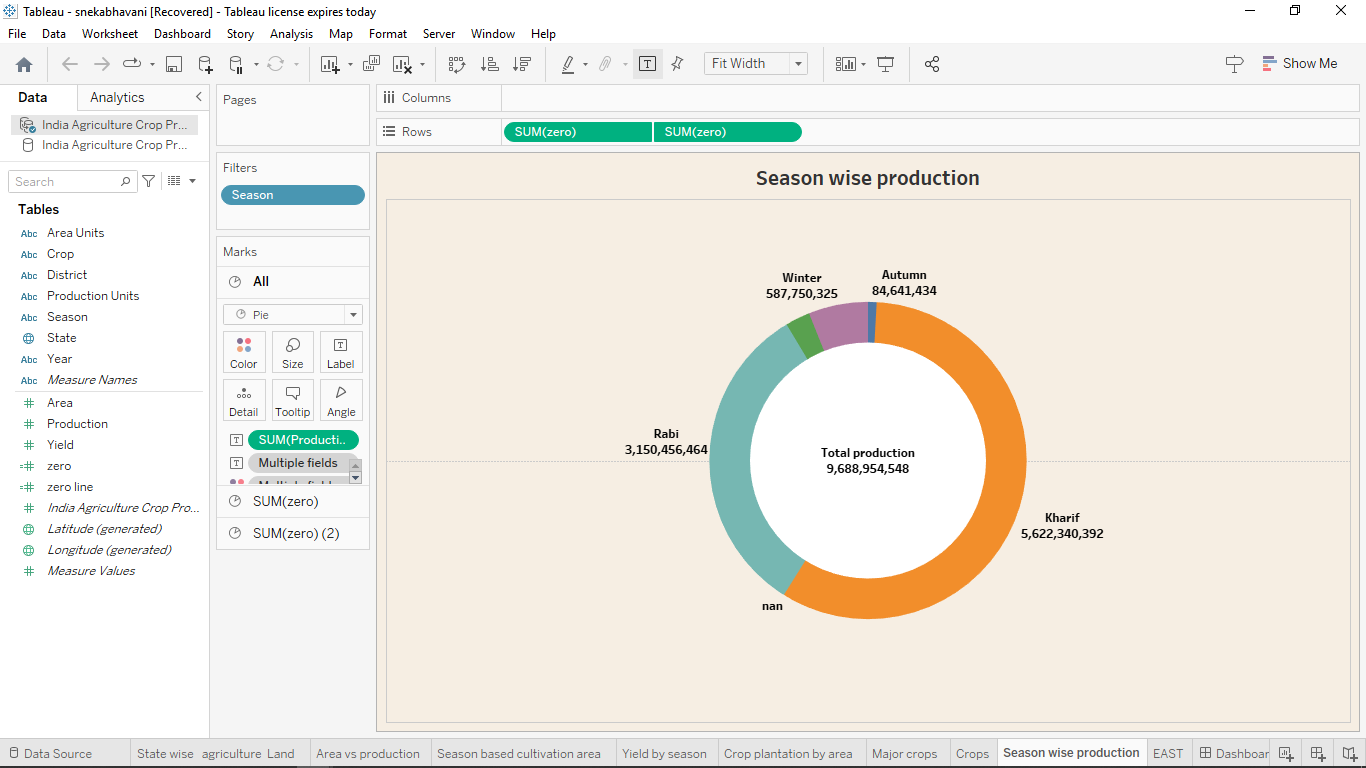 Tableau - snekabhavani [Recovered] - Tableau license expires today
File Data Worksheet Dashboard Story Analysis Map Format Server Window Help
Fit Width
Show Me
Data Analytics
India Agriculture Crop Pr...
India Agriculture Crop Pr...
Search
Tables
Abc Area Units
Abc Crop
Abc District
Abc Production Units
Abc Season
State
Abc Year
Abc Measure Names
Area
Production
Yield
zero
zero line
India Agriculture Crop Pro...
Latitude (generated)
Longitude (generated)
Measure Values
Pages
Filters
Season
Marks
All
Pie
Color Size Label
Detail Tooltip Angle
SUM(Producti..
Multiple fields
SUM(zero)
SUM(zero) (2)
Columns
Rows SUM(zero) SUM(zero)
Season wise production
Winter
587,750,325
Autumn
84,641,434
Rabi
3,150,456,464
Total production
9,688,954,548
Kharif
5,622,340,392
nan
Data Source State wise agriculture Land Area vs production Season based cultivation area Yield by season Crop plantation by area Major crops Crops Season wise production EAST Dashboar